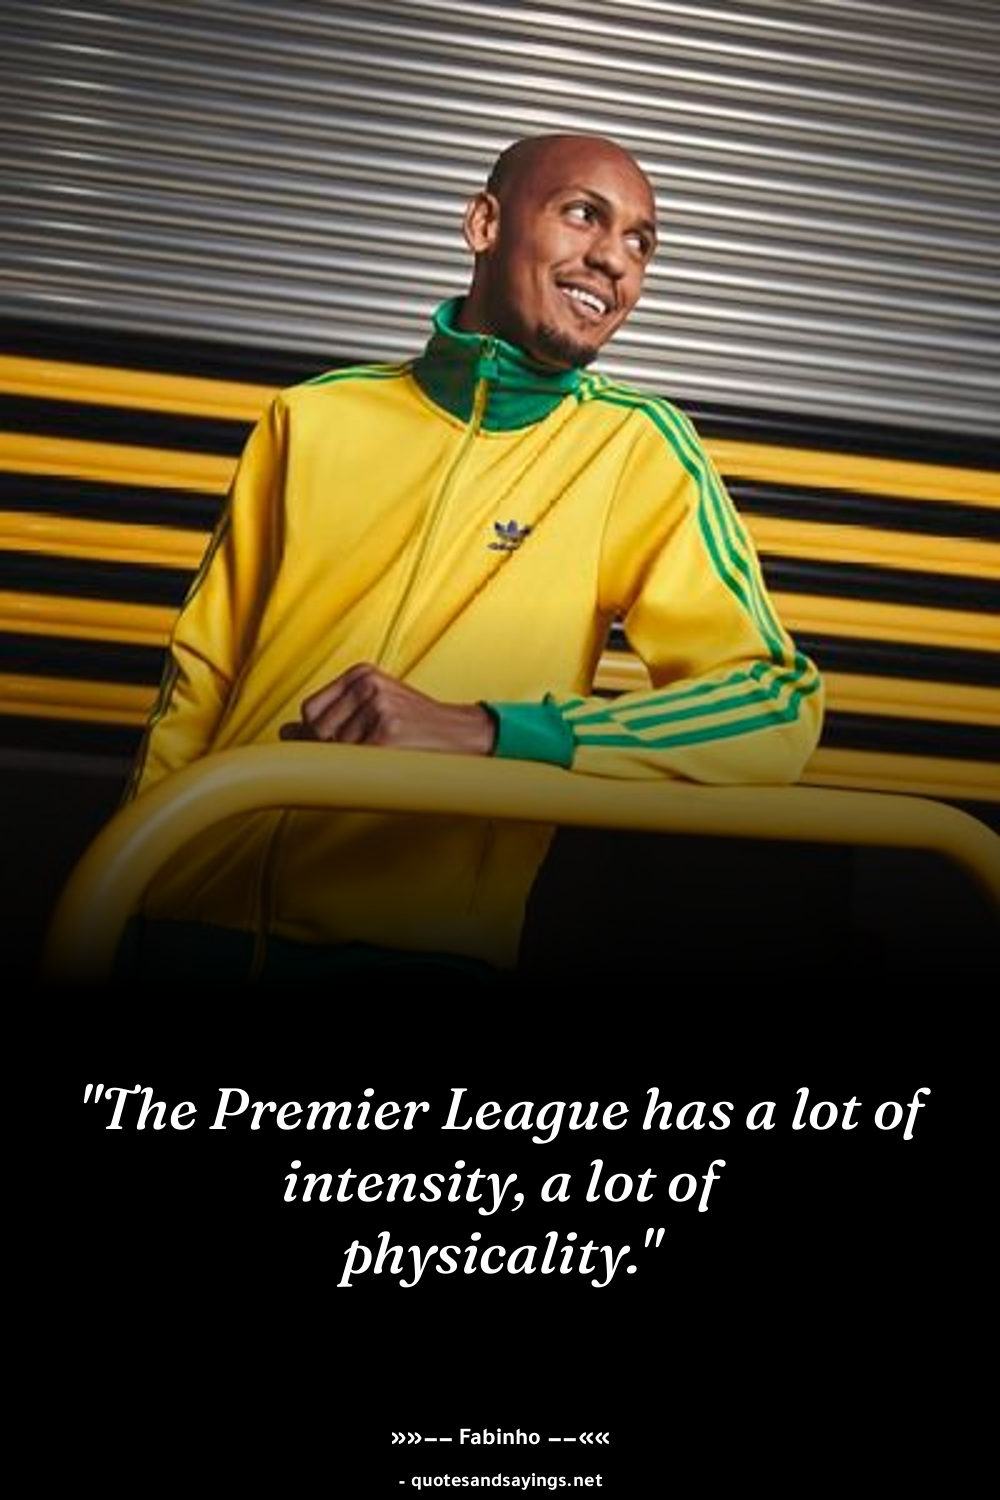 "The Premier League has a lot of
intensity, a lot of
physicality."
»»–– Fabinho ––««
- quotesandsayings.net